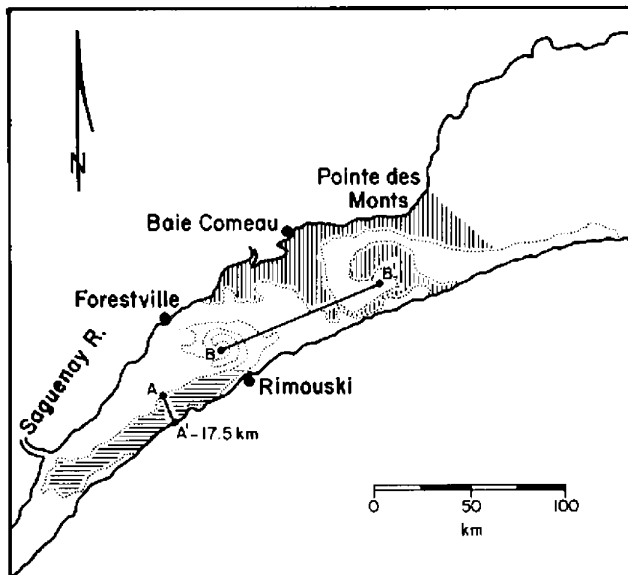 N
Pointe des
Monts
Baie Comeau
Forestville
Saguenay R.
B'
B
A
Rimouski
A'-17.5 km
0 50 100
km